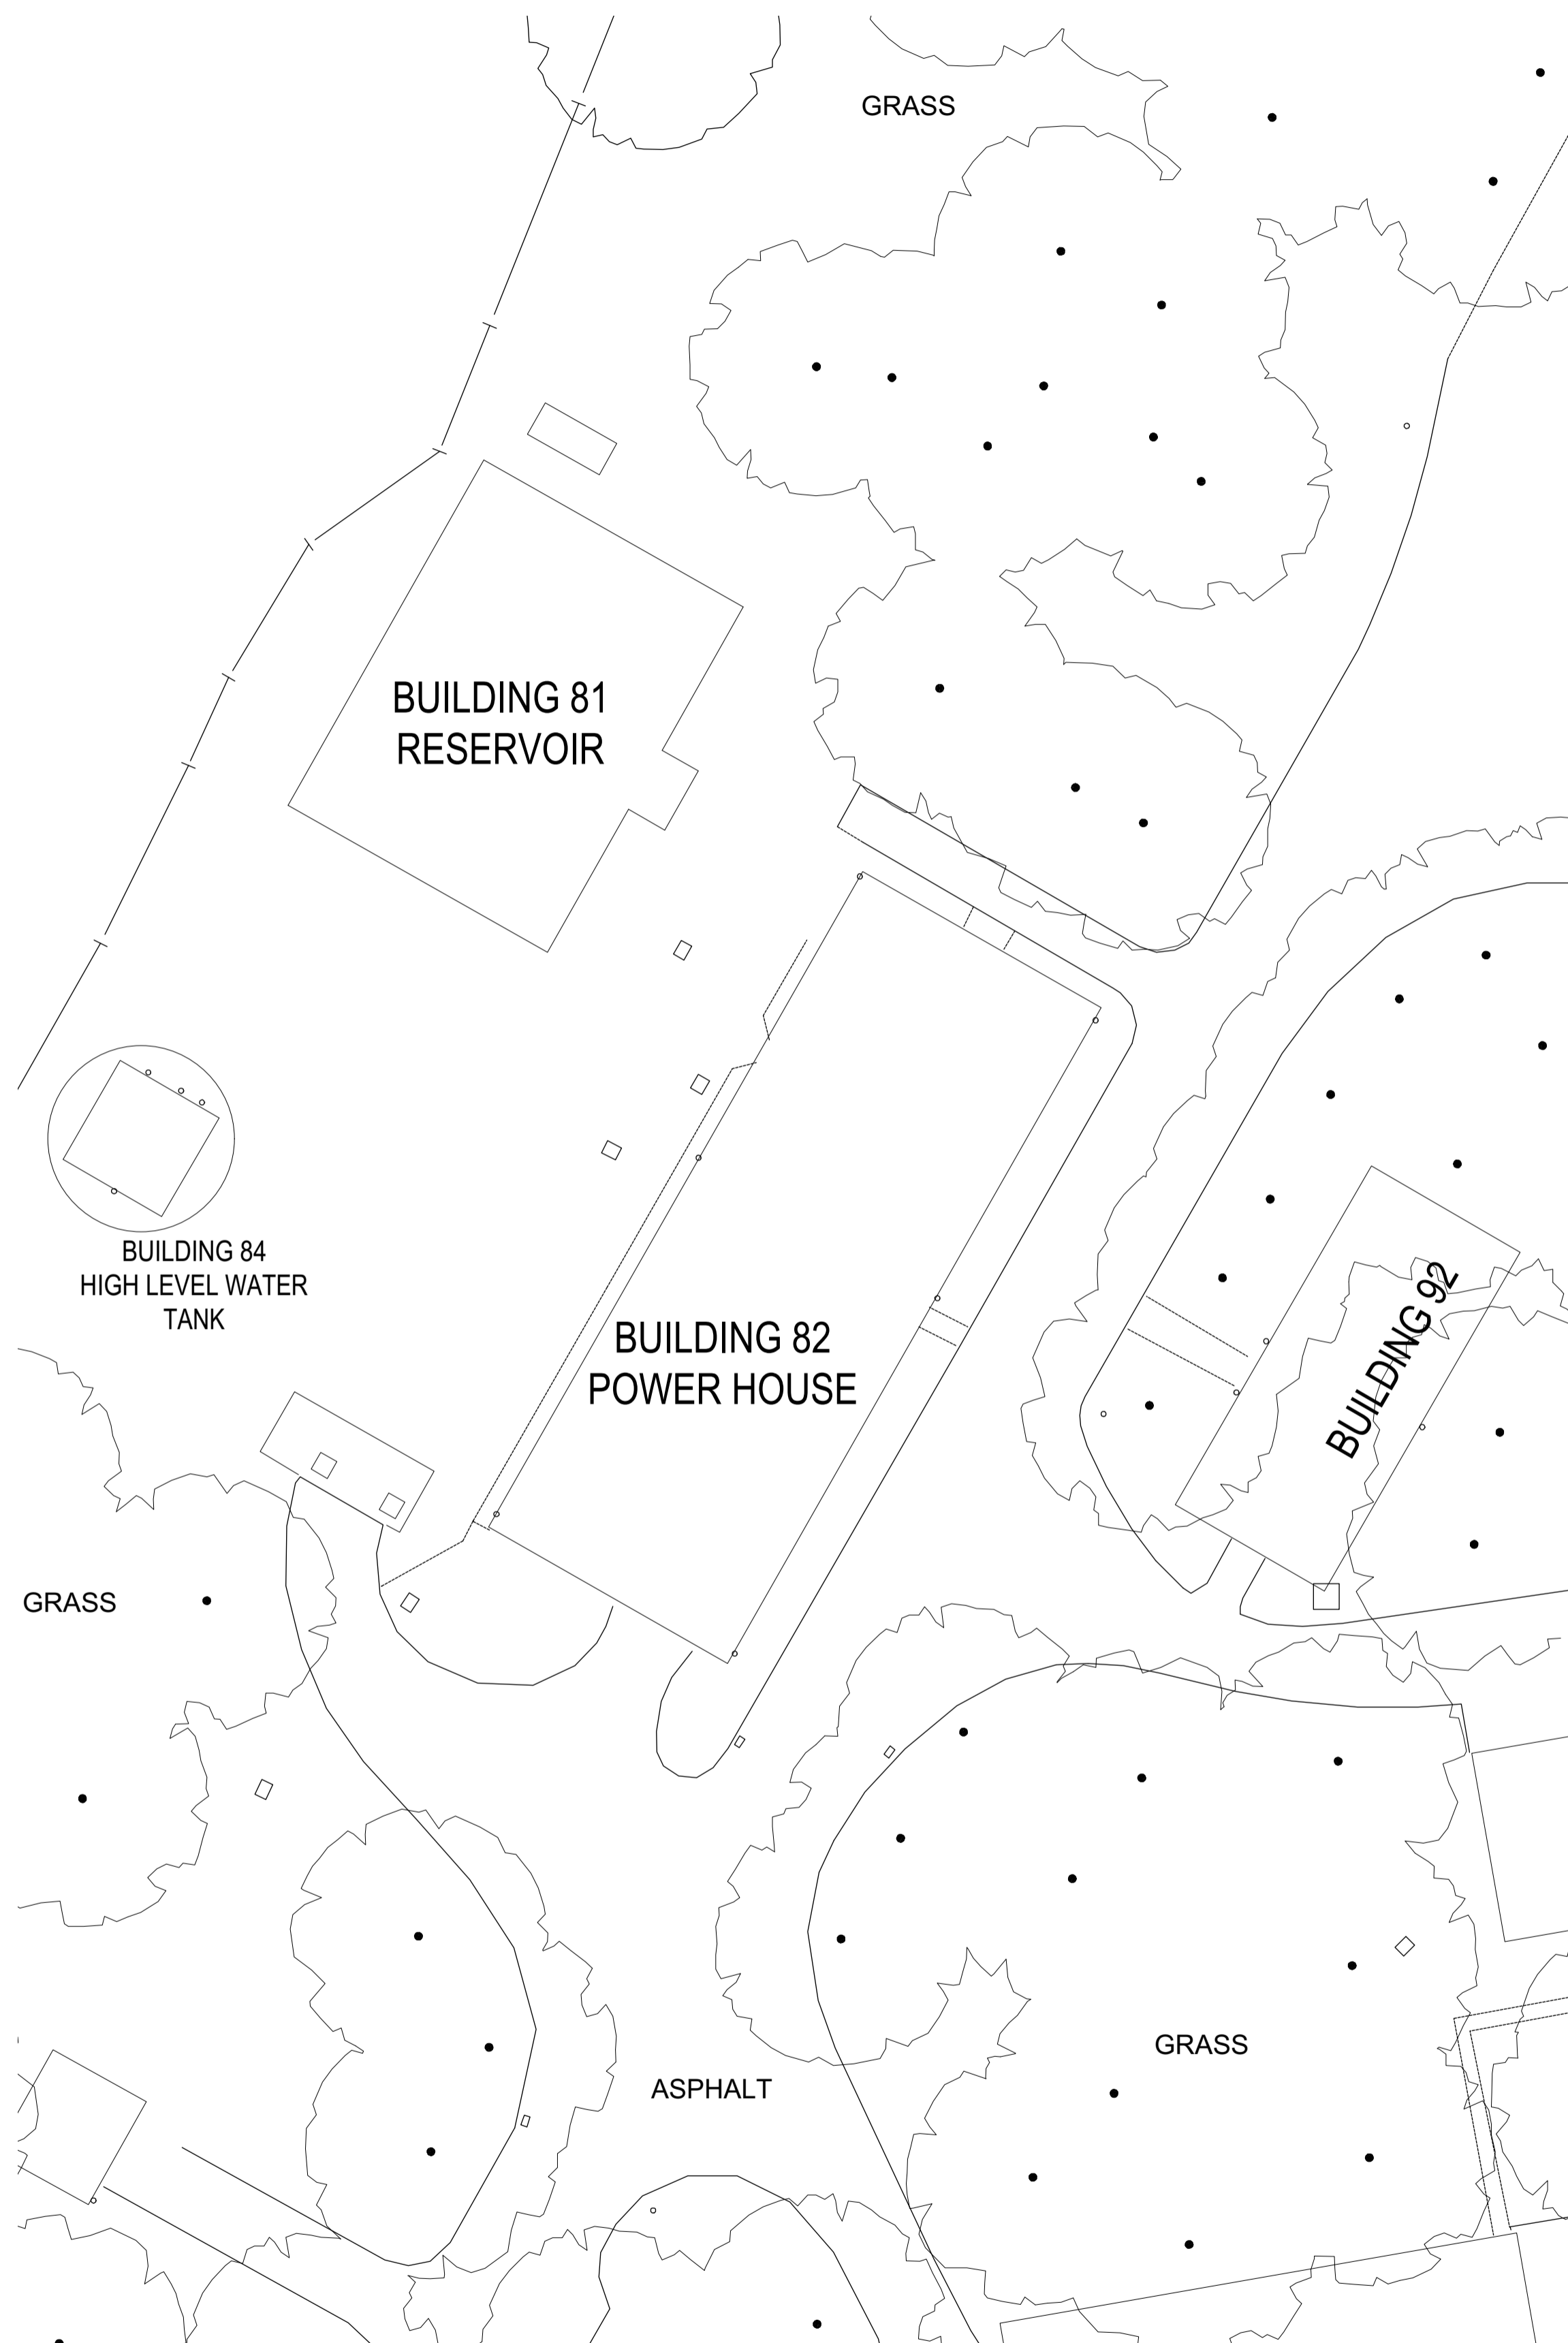 GRASS
BUILDING 81
RESERVOIR
BUILDING 84
HIGH LEVEL WATER
TANK
BUILDING 82
POWER HOUSE
BUILDING 92
GRASS
GRASS
ASPHALT